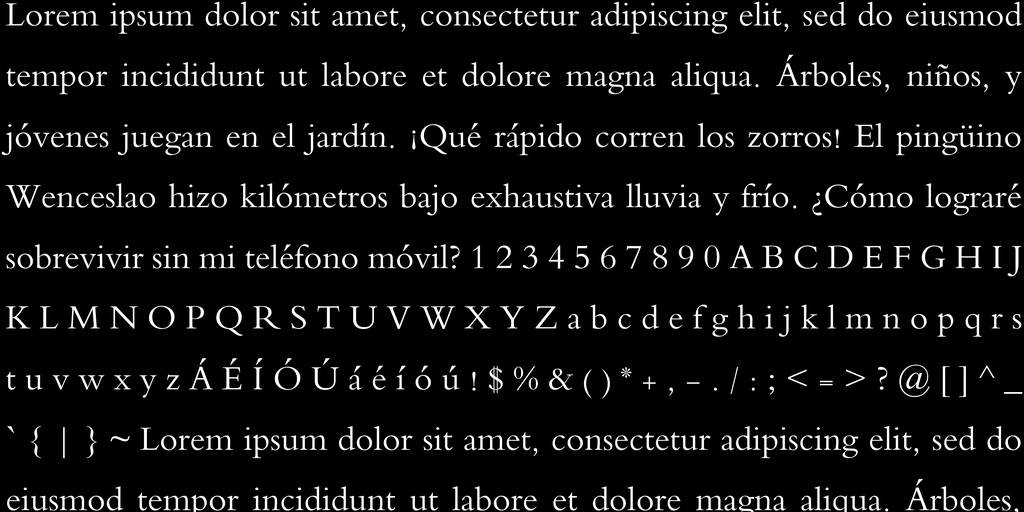 Lorem ipsum dolor sit amet, consectetur adipiscing elit, sed do eiusmod
tempor incididunt ut labore et dolore magna aliqua. Árboles, niños, y
jóvenes juegan en el jardín. ¡Qué rápido corren los zorros! El pingüino
Wenceslao hizo kilómetros bajo exhaustiva lluvia y frío. ¿Cómo lograré
sobrevivir sin mi teléfono móvil? 1 2 3 4 5 6 7 8 9 0 A B C D E F G H I J
K L M N O P Q R S T U V W X Y Z a b c d e f g h i j k l m n o p q r s
t u v w x y z Á É Í Ó Ú á é í ó ú ! $ % & ( ) * + , - . / : ; < = > ? @ [ ] ^ _
` { | } ~ Lorem ipsum dolor sit amet, consectetur adipiscing elit, sed do
eiusmod tempor incididunt ut labore et dolore magna aliqua. Árboles,